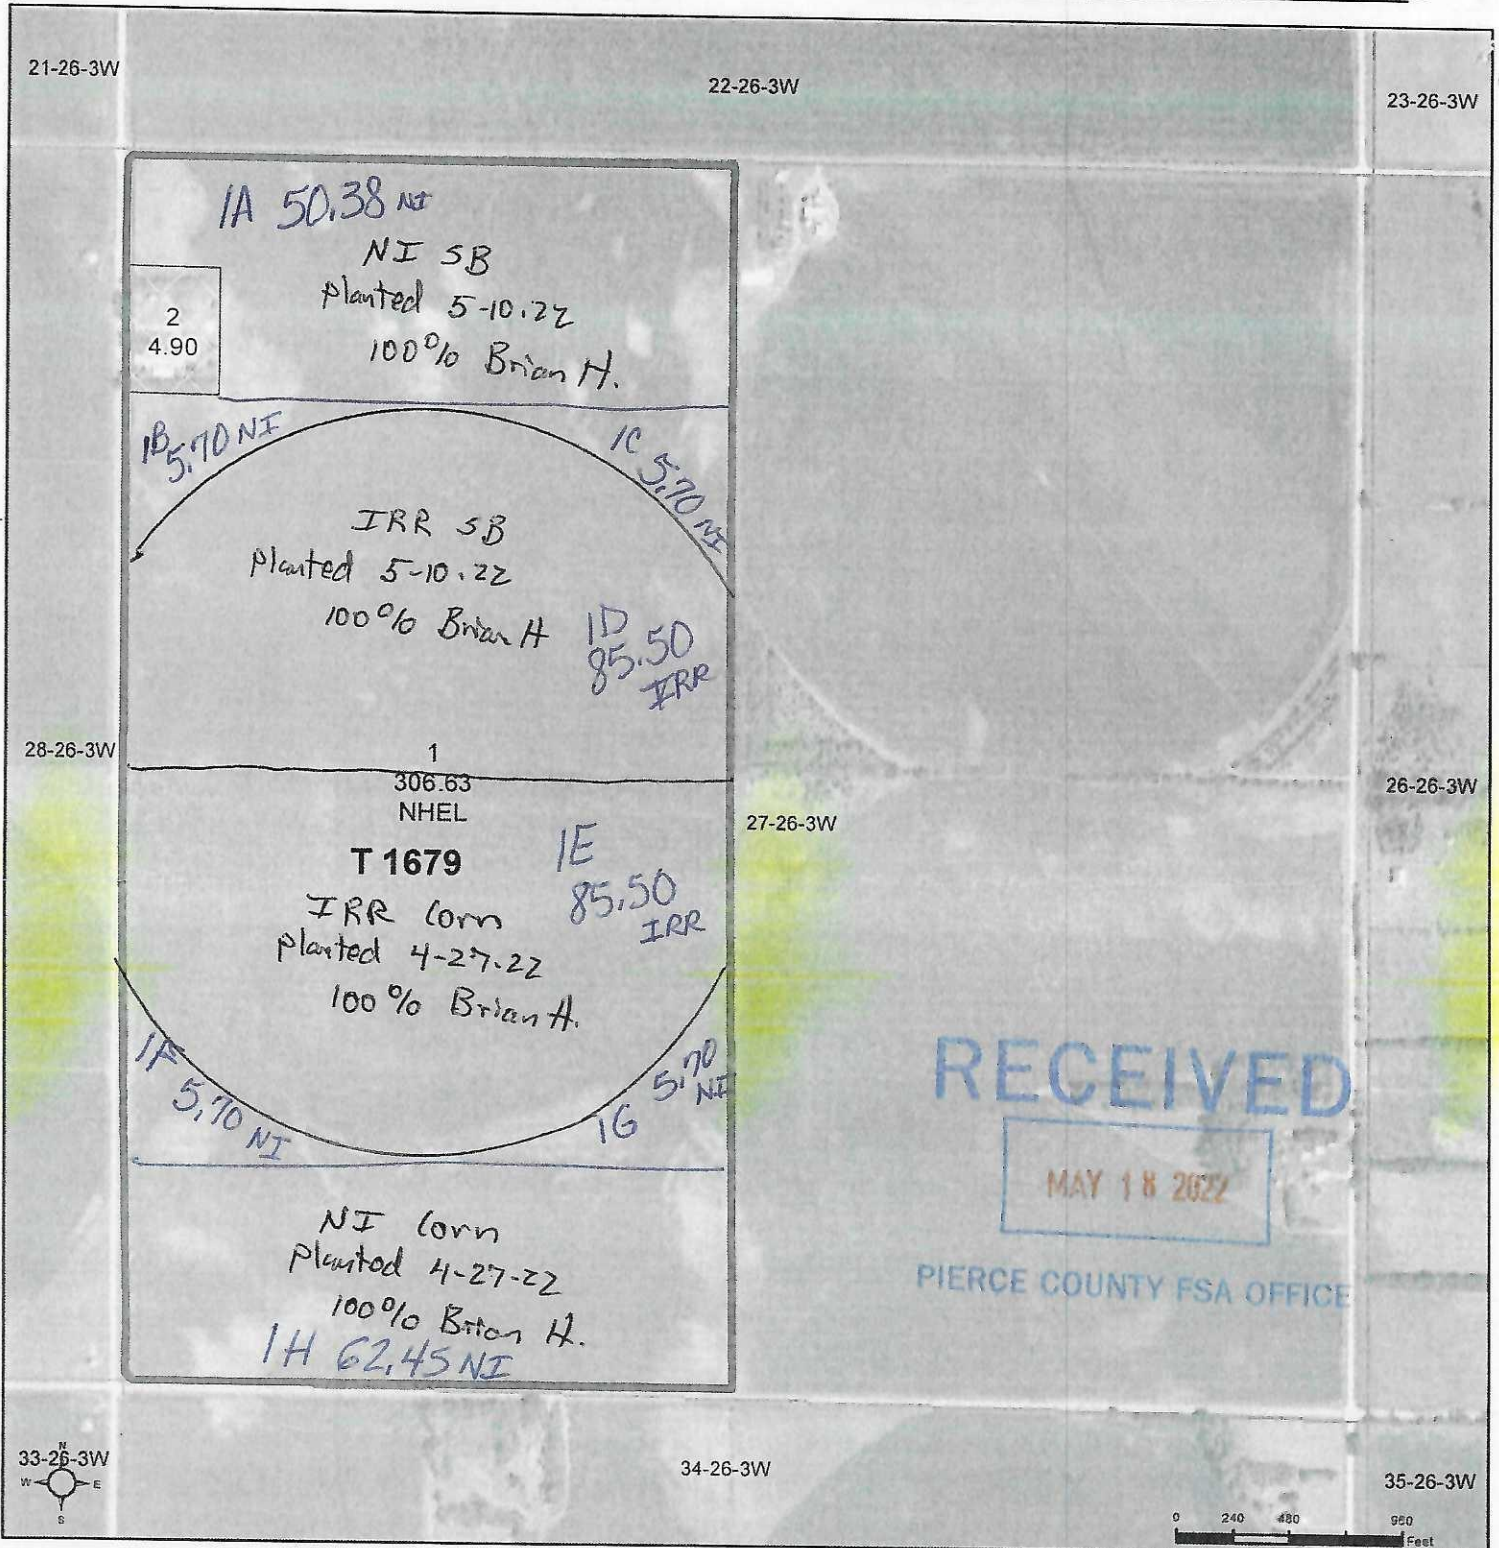 21-26-3W
22-26-3W
23-26-3W
1A 50.38 NI
NI SB
Planted 5-10.22
100% Brian H.
2
4.90
1B
5.70 NI
1C
5.70 NI
IRR SB
Planted 5-10.22
100% Brian H
1D
85.50
IRR
28-26-3W
1
306.63
NHEL
27-26-3W
26-26-3W
T 1679
1E
85.50
IRR
IRR Corn
Planted 4-27.22
100% Brian H.
1F
5.70 NI
5.70
NI
1G
RECEIVED
MAY 18 2022
PIERCE COUNTY FSA OFFICE
NI Corn
Planted 4-27-22
100% Brian H.
1H 62.45 NI
33-26-3W
N
W E
S
34-26-3W
35-26-3W
0 240 480 960
Feet